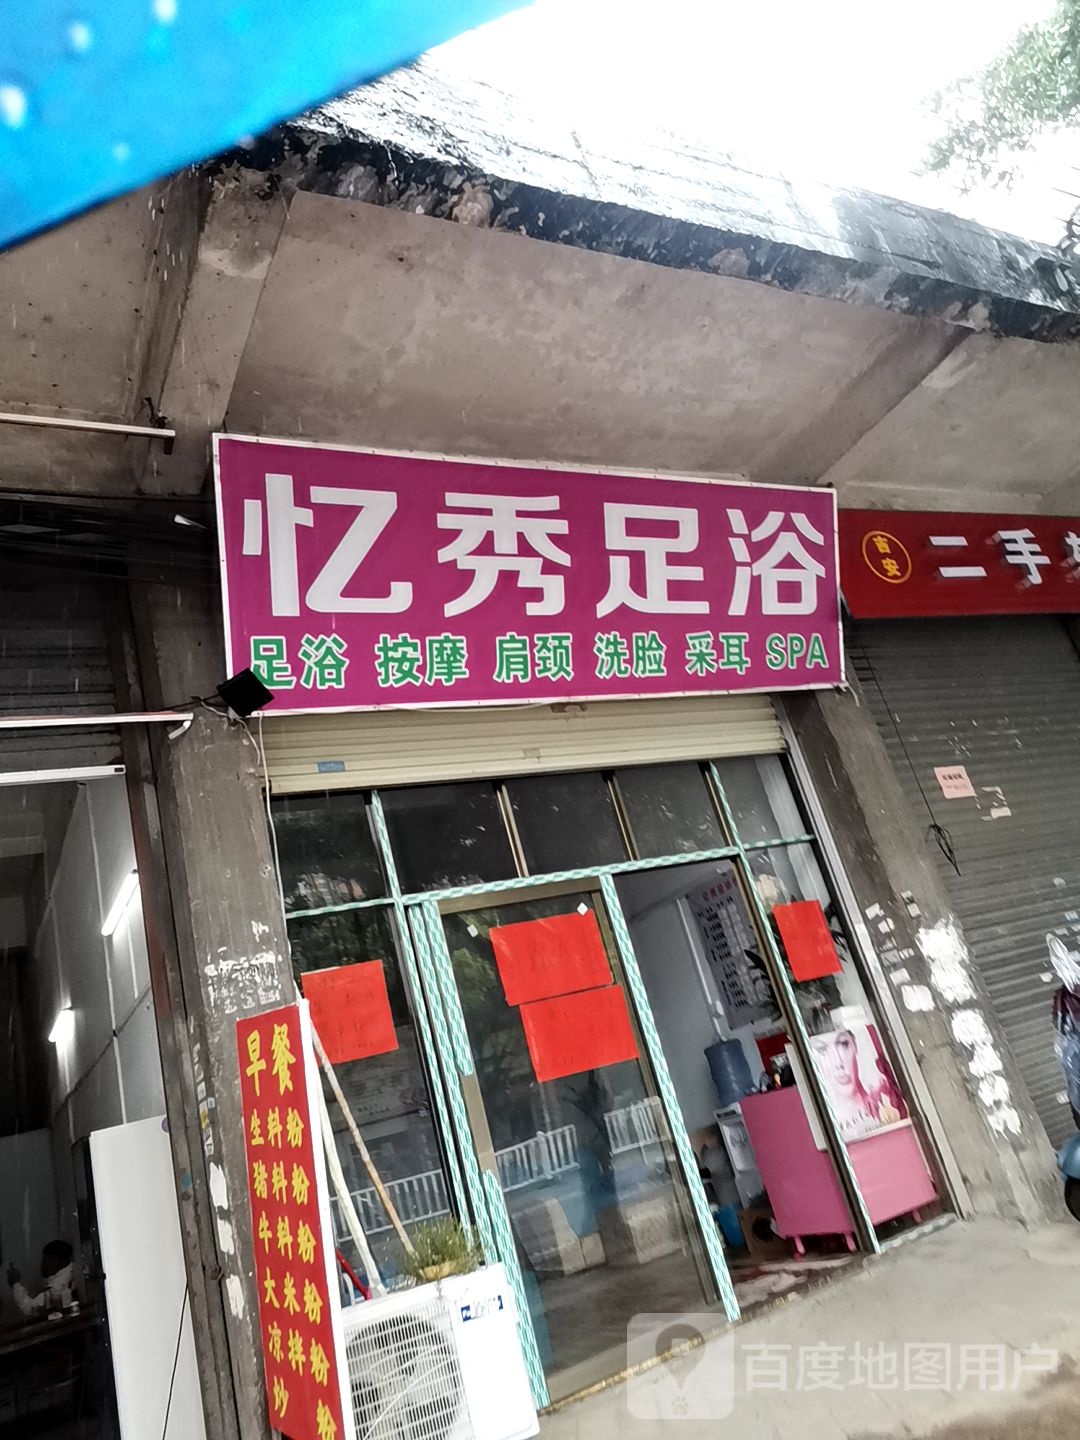 忆秀足浴
足浴 按摩 肩颈 洗脸 采耳 SPA
吉安
二手
早餐
生料粉
猪料粉
牛料粉
大米粉
凉拌粉
炒 粉
百度地图用户